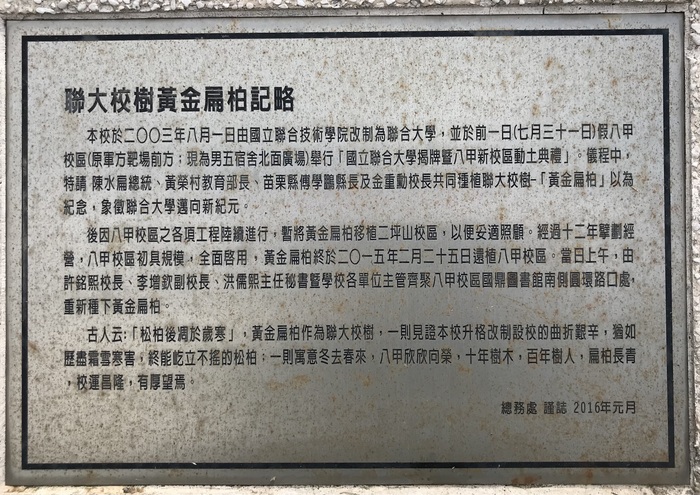 聯大校樹黃金扁柏記略
本校於二〇〇三年八月一日由國立聯合技術學院改制為聯合大學，並於前一日(七月三十一日)假八甲
校區(原軍方靶場前方；現為男五宿舍北面廣場)舉行「國立聯合大學揭牌暨八甲新校區動土典禮」。儀程中，
特請 陳水扁總統、黃榮村教育部長、苗栗縣傅學鵬縣長及金重勳校長共同種植聯大校樹-「黃金扁柏」以為
紀念，象徵聯合大學邁向新紀元。
後因八甲校區之各項工程陸續進行，暫將黃金扁柏移植二坪山校區，以便妥適照顧。經過十二年擘劃經
營，八甲校區初具規模，全面啓用，黃金扁柏終於二〇一五年二月二十五日還植八甲校區。當日上午，由
許銘熙校長、李增欽副校長、洪儒熙主任秘書暨學校各單位主管齊聚八甲校區國鼎圖書館南側圓環路口處，
重新種下黃金扁柏。
古人云:「松柏後凋於歲寒」，黃金扁柏作為聯大校樹，一則見證本校升格改制設校的曲折艱辛，猶如
歷盡霜雪寒害，終能屹立不搖的松柏；一則寓意冬去春來，八甲欣欣向榮，十年樹木，百年樹人，扁柏長青
，校運昌隆，有厚望焉。
總務處 謹誌 2016年元月